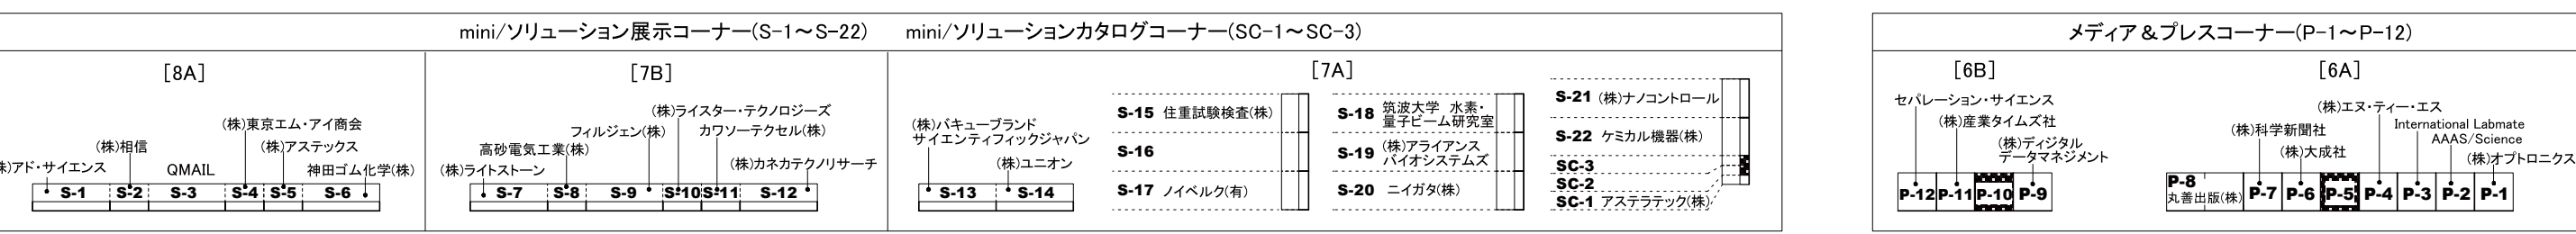 mini/ソリューション展示コーナー(S-1～S-22)　　mini/ソリューションカタログコーナー(SC-1～SC-3)
[8A]
(株)東京エム・アイ商会
(株)相信
(株)アステックス
株)アド・サイエンス
QMAIL
神田ゴム化学(株)
S-1 S-2 S-3 S-4 S-5 S-6
[7B]
(株)ライスター・テクノロジーズ
フィルジェン(株)
カワソーテクセル(株)
高砂電気工業(株)
(株)カネカテクノリサーチ
(株)ライトストーン
S-7 S-8 S-9 S-10 S-11 S-12
[7A]
(株)バキューブランド
サイエンティフィックジャパン
(株)ユニオン
S-13 S-14
S-15 住重試験検査(株)
S-16
S-17 ノイベルク(有)
S-18 筑波大学　水素・
量子ビーム研究室
S-19 (株)アライアンス
バイオシステムズ
S-20 ニイガタ(株)
S-21 (株)ナノコントロール
S-22 ケミカル機器(株)
SC-3
SC-2
SC-1 アステラテック(株)
メディア＆プレスコーナー(P-1～P-12)
[6B]
セパレーション・サイエンス
(株)産業タイムズ社
(株)ディジタル
データマネジメント
P-12 P-11 P-10 P-9
[6A]
(株)エヌ・ティー・エス
(株)科学新聞社
International Labmate
AAAS/Science
(株)大成社
(株)オプトロニクス
P-8
丸善出版(株)
P-7 P-6 P-5 P-4 P-3 P-2 P-1